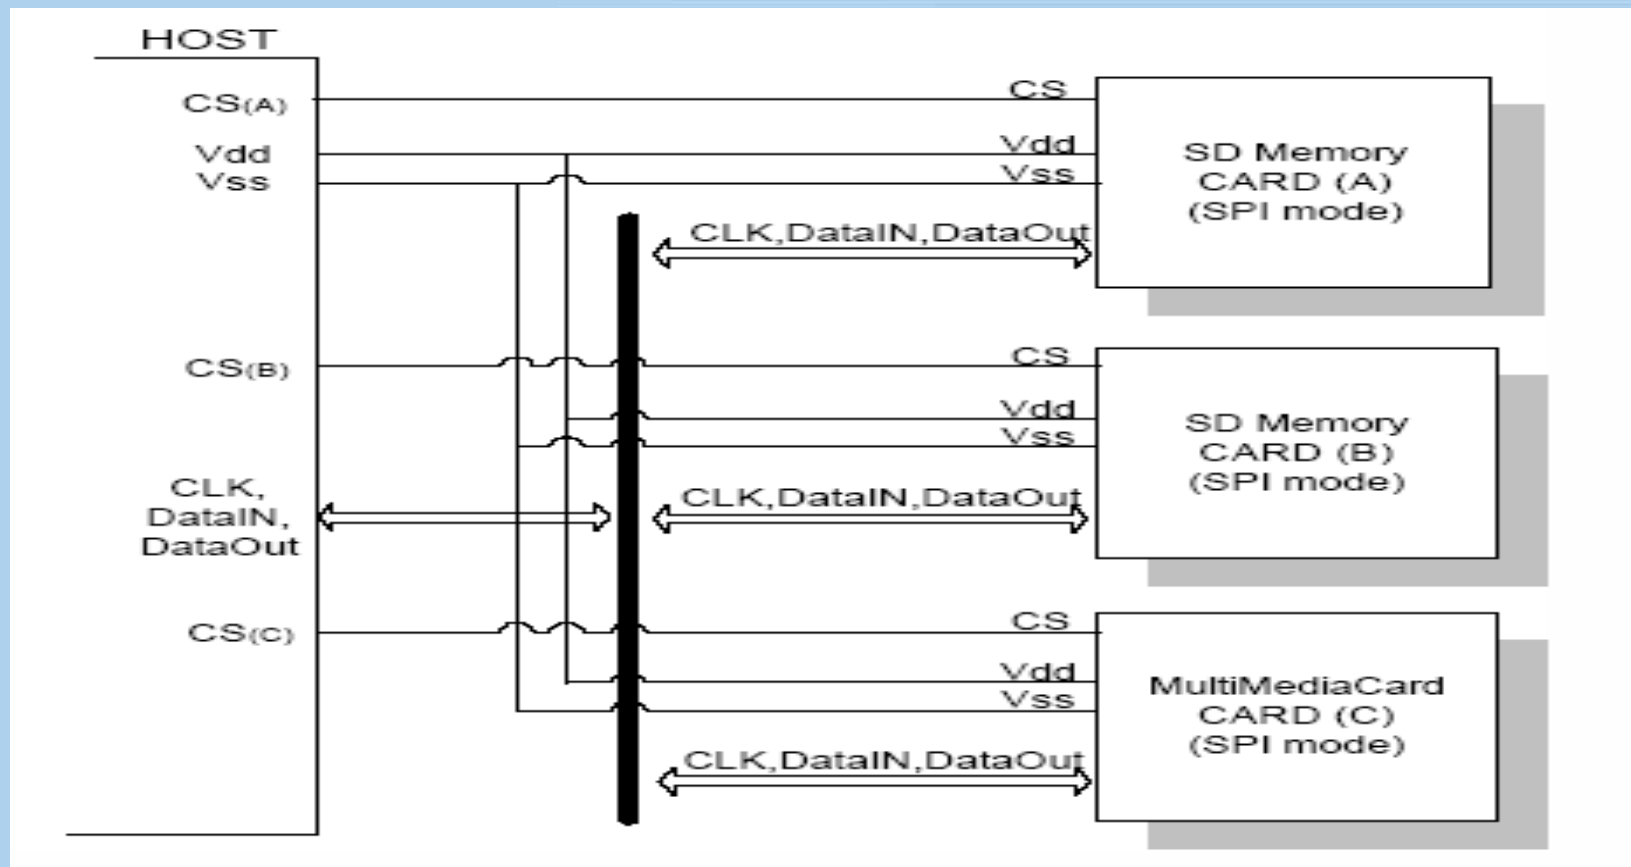 HOST
CS(A)
Vdd
Vss
CS(B)
CLK,
DataIN,
DataOut
CS(C)
CS
Vdd
Vss
CLK,DataIN,DataOut
SD Memory
CARD (A)
(SPI mode)
CS
Vdd
Vss
CLK,DataIN,DataOut
SD Memory
CARD (B)
(SPI mode)
CS
Vdd
Vss
CLK,DataIN,DataOut
MultiMediaCard
CARD (C)
(SPI mode)